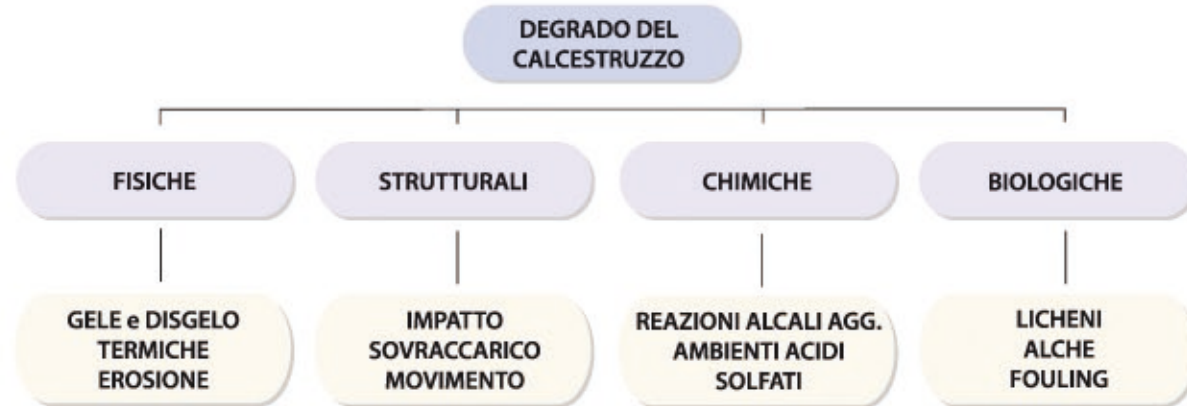 DEGRADO DEL
CALCESTRUZZO
FISICHE
STRUTTURALI
CHIMICHE
BIOLOGICHE
GELE e DISGELO
TERMICHE
EROSIONE
IMPATTO
SOVRACCARICO
MOVIMENTO
REAZIONI ALCALI AGG.
AMBIENTI ACIDI
SOLFATI
LICHENI
ALCHE
FOULING